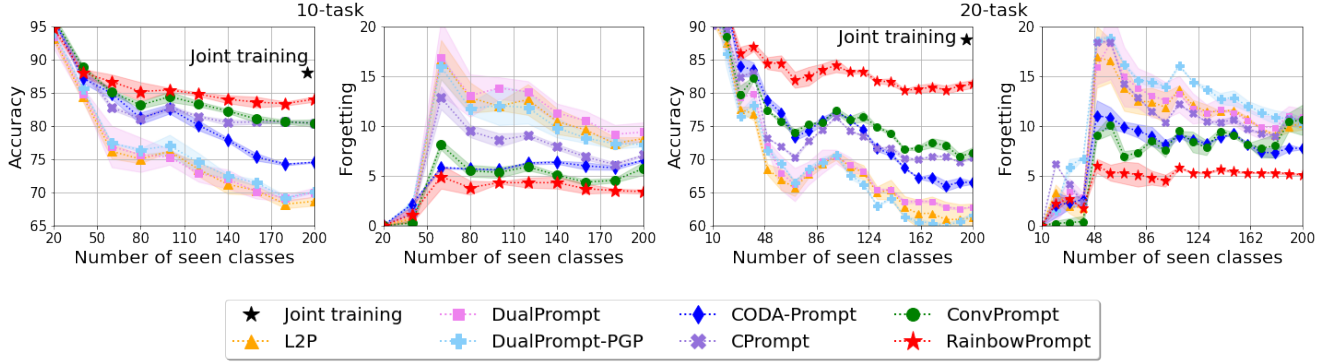 10-task
20-task
95
90
85
80
75
70
65
Accuracy
Joint training
20 50 80 110 140 170 200
Number of seen classes
20
15
10
5
0
Forgetting
20 50 80 110 140 170 200
Number of seen classes
95
90
85
80
75
70
65
60
Accuracy
Joint training
10 48 86 124 162 200
Number of seen classes
20
15
10
5
0
Forgetting
10 48 86 124 162 200
Number of seen classes
Joint training DualPrompt CODA-Prompt ConvPrompt
L2P DualPrompt-PGP CPrompt RainbowPrompt